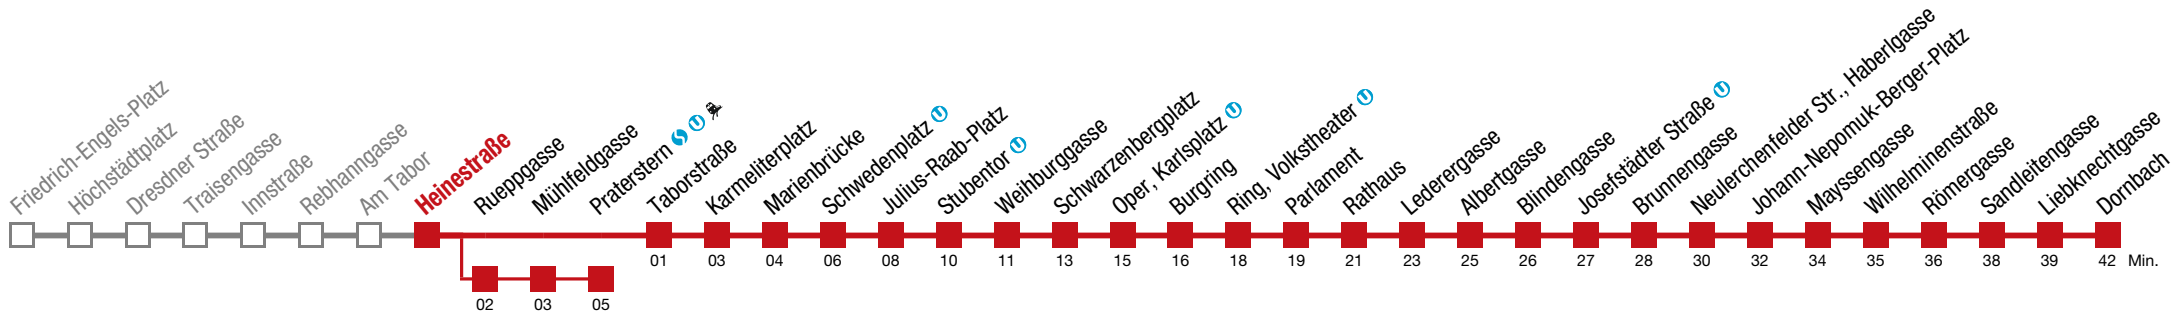 Friedrich-Engels-Platz
Höchstädtplatz
Dresdner Straße
Traisengasse
Innstraße
Rebhanngasse
Am Tabor
Heinestraße
Rueppgasse
Mühlfeldgasse
Praterstern
Taborstraße
Karmeliterplatz
Marienbrücke
Schwedenplatz U
Julius-Raab-Platz
Stubentor U
Weihburggasse
Schwarzenbergplatz
Oper, Karlsplatz U
Burgring
Ring, Volkstheater U
Parlament
Rathaus
Lederergasse
Albertgasse
Blindengasse
Josefstädter Straße U
Brunnengasse
Neulerchenfelder Str., Haberlgasse
Johann-Nepomuk-Berger-Platz
Mayssengasse
Wilhelminenstraße
Römergasse
Sandleitengasse
Liebknechtgasse
Dornbach
01 03 04 06 08 10 11 13 15 16 18 19 21 23 25 26 27 28 30 32 34 35 36 38 39 42 Min.
02 03 05